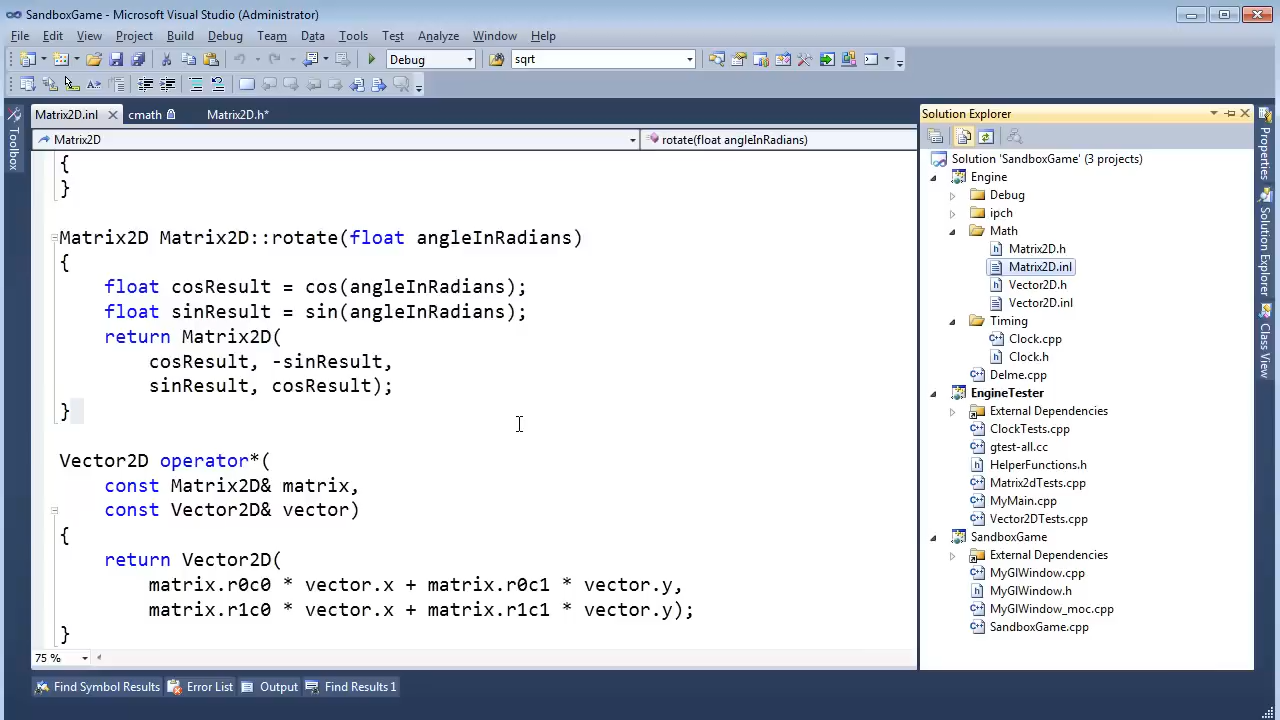 SandboxGame - Microsoft Visual Studio (Administrator)
File Edit View Project Build Debug Team Data Tools Test Analyze Window Help
Debug sqrt
Matrix2D.inl cmath Matrix2D.h*
Matrix2D rotate(float angleInRadians)
{
}
Matrix2D Matrix2D::rotate(float angleInRadians)
{
float cosResult = cos(angleInRadians);
float sinResult = sin(angleInRadians);
return Matrix2D(
cosResult, -sinResult,
sinResult, cosResult);
}
Vector2D operator*(
const Matrix2D& matrix,
const Vector2D& vector)
{
return Vector2D(
matrix.r0c0 * vector.x + matrix.r0c1 * vector.y,
matrix.r1c0 * vector.x + matrix.r1c1 * vector.y);
}
75 %
Toolbox
Solution Explorer
Solution 'SandboxGame' (3 projects)
Engine
Debug
ipch
Math
Matrix2D.h
Matrix2D.inl
Vector2D.h
Vector2D.inl
Timing
Clock.cpp
Clock.h
Delme.cpp
EngineTester
External Dependencies
ClockTests.cpp
gtest-all.cc
HelperFunctions.h
Matrix2dTests.cpp
MyMain.cpp
Vector2DTests.cpp
SandboxGame
External Dependencies
MyGlWindow.cpp
MyGlWindow.h
MyGlWindow_moc.cpp
SandboxGame.cpp
Properties
Solution Explorer
Class View
Find Symbol Results Error List Output Find Results 1